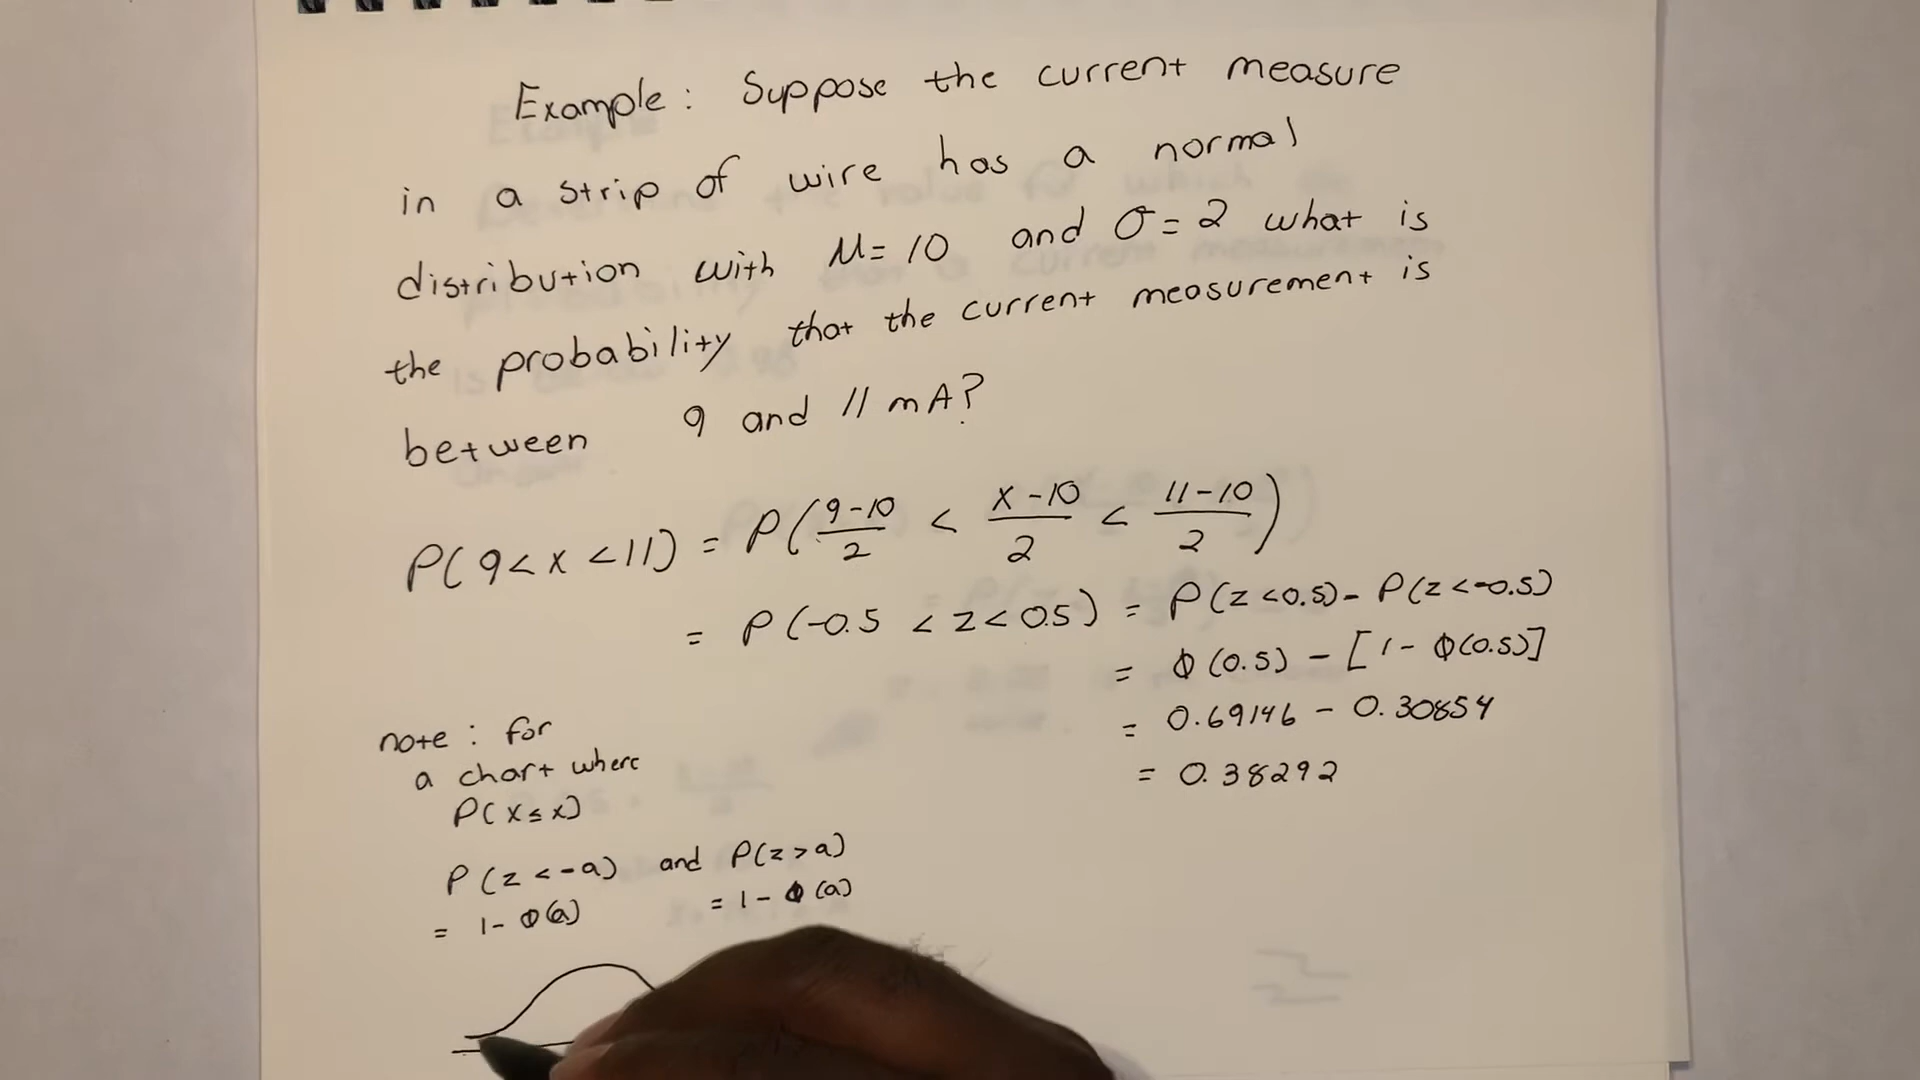 Example: Suppose the current measure
in a strip of wire has a normal
distribution with μ= 10 and σ= 2 what is
the probability that the current measurement is
between 9 and 11 mA?
P(9<x<11) = P(9-10/2 < x-10/2 < 11-10/2)
= P(-0.5 < z< 0.5) = P(z<0.5)- P(z<-0.5)
= Φ(0.5) - [1- Φ(0.5)]
= 0.69146 - 0.30854
= 0.38292
note: for
a chart where
P(X≤x)
P(z<-a) and P(z>a)
= 1- Φ(a) = 1- Φ(a)